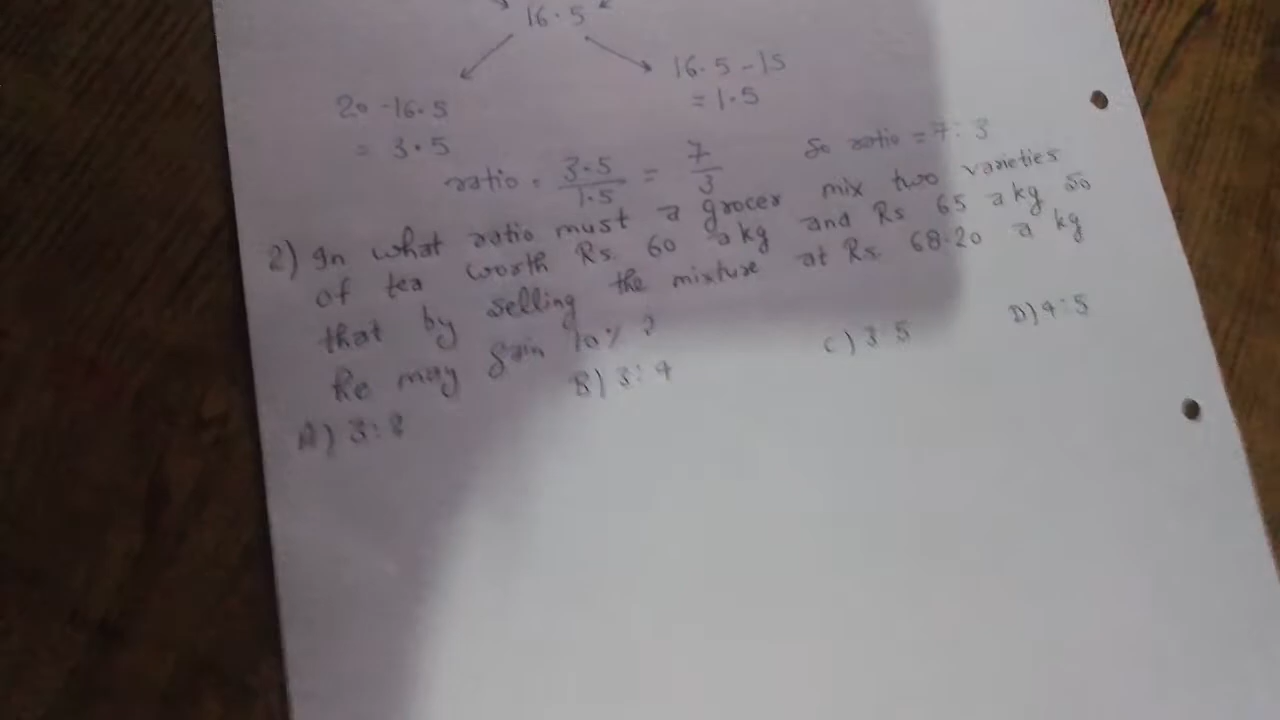 16.5
20-16.5
= 3.5
16.5-15
= 1.5
ratio = 3.5/1.5 = 7/3 So ratio = 7:3
2) In what ratio must a grocer mix two varieties
of tea worth Rs. 60 a kg and Rs 65 a kg so
that by selling the mixture at Rs. 68.20 a kg
he may gain 10% ?
A) 3: B) 3:4 C) 3 5 D) 4:5